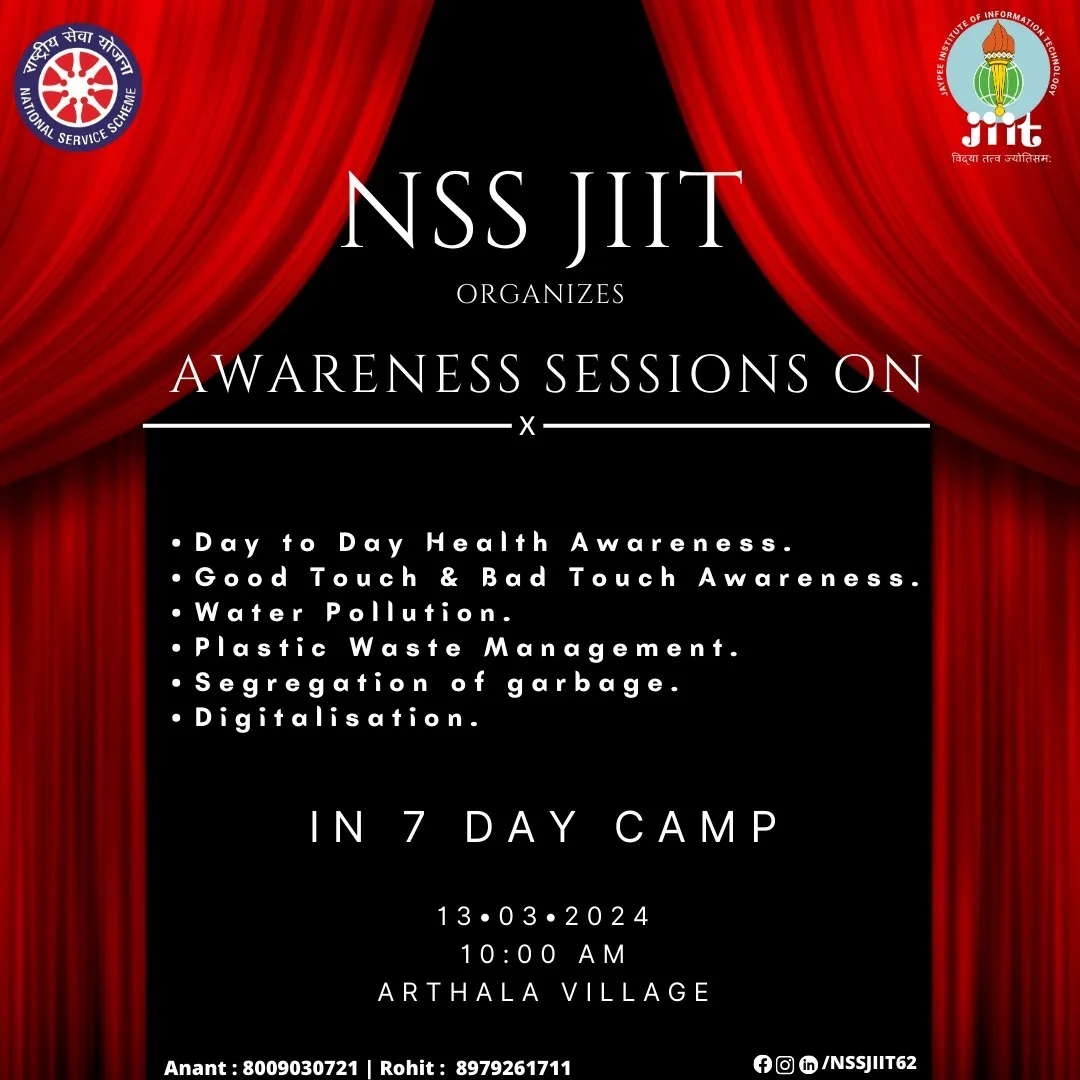 राष्ट्रीय सेवा योजना
NATIONAL SERVICE SCHEME
JAYPEE INSTITUTE OF INFORMATION TECHNOLOGY
jiit
विद्या तत्व ज्योतिसम:
NSS JIIT
ORGANIZES
AWARENESS SESSIONS ON
X
• Day to Day Health Awareness.
• Good Touch & Bad Touch Awareness.
• Water Pollution.
• Plastic Waste Management.
• Segregation of garbage.
• Digitalisation.
IN 7 DAY CAMP
13•03•2024
10:00 AM
ARTHALA VILLAGE
Anant : 8009030721 | Rohit : 8979261711
/NSSJIIT62